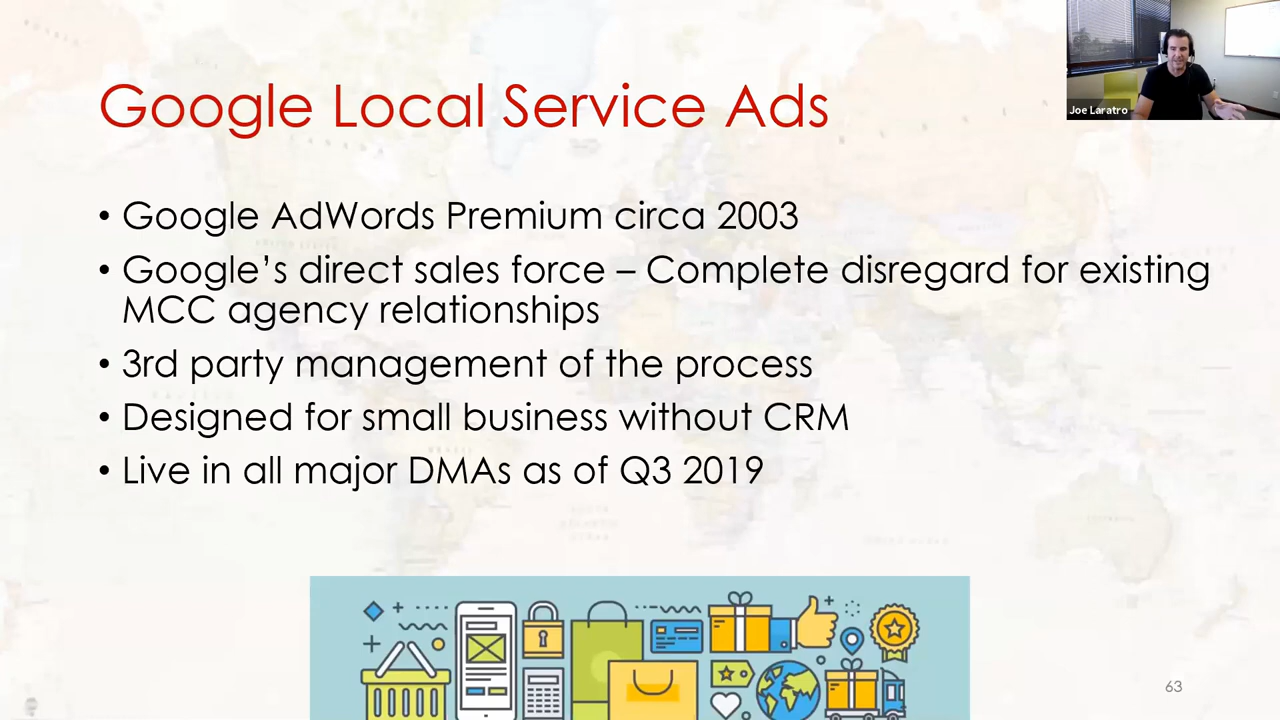 Google Local Service Ads
Joe Laratro
• Google AdWords Premium circa 2003
• Google’s direct sales force – Complete disregard for existing
MCC agency relationships
• 3rd party management of the process
• Designed for small business without CRM
• Live in all major DMAs as of Q3 2019
63